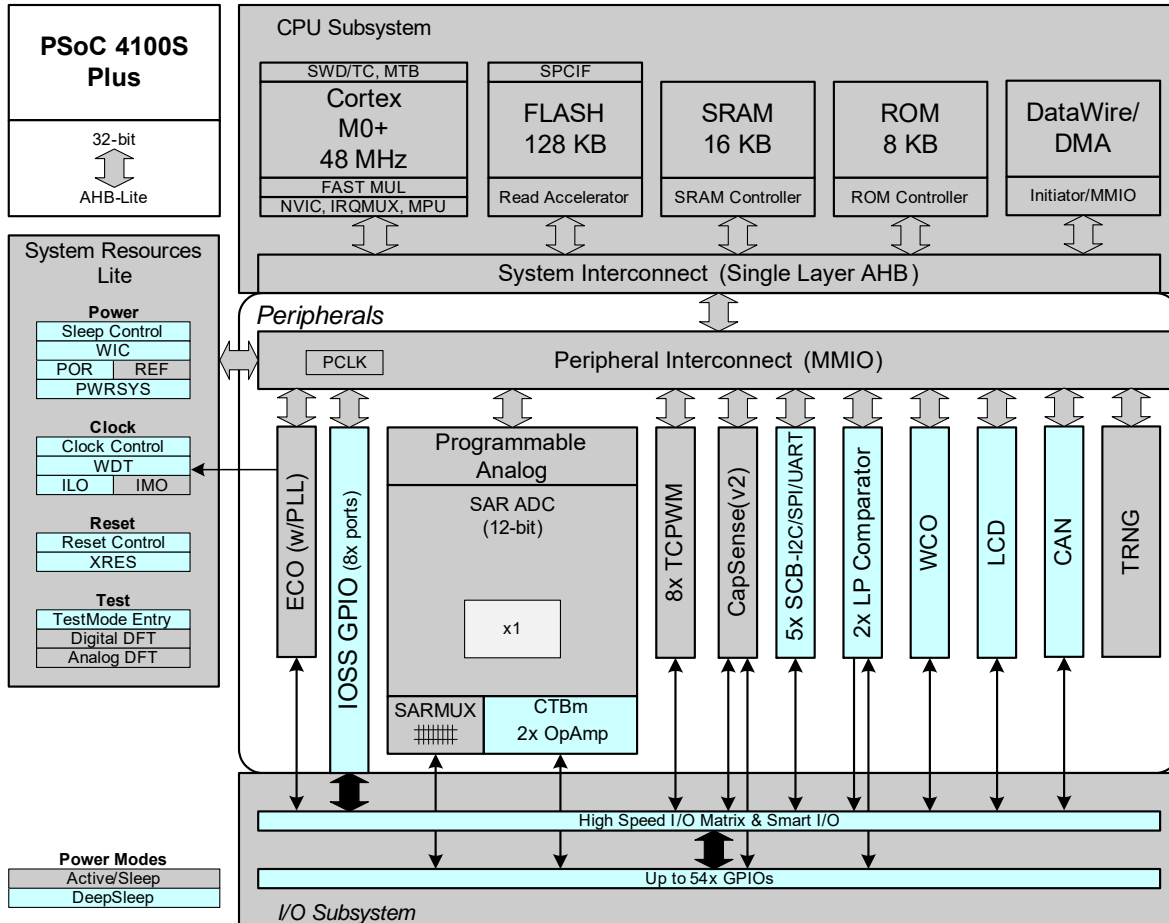 PSoC 4100S
Plus
32-bit
AHB-Lite
CPU Subsystem
SWD/TC, MTB
Cortex
M0+
48 MHz
FAST MUL
NVIC, IRQMUX, MPU
SPCIF
FLASH
128 KB
Read Accelerator
SRAM
16 KB
SRAM Controller
ROM
8 KB
ROM Controller
DataWire/
DMA
Initiator/MMIO
System Interconnect (Single Layer AHB)
System Resources
Lite
Power
Sleep Control
WIC
POR REF
PWRSYS
Clock
Clock Control
WDT
ILO IMO
Reset
Reset Control
XRES
Test
TestMode Entry
Digital DFT
Analog DFT
Peripherals
PCLK
Peripheral Interconnect (MMIO)
ECO (w/PLL)
IOSS GPIO (8x ports)
Programmable
Analog
SAR ADC
(12-bit)
x1
SARMUX
CTBm
2x OpAmp
8x TCPWM
CapSense(v2)
5x SCB-I2C/SPI/UART
2x LP Comparator
WCO
LCD
CAN
TRNG
High Speed I/O Matrix & Smart I/O
Up to 54x GPIOs
I/O Subsystem
Power Modes
Active/Sleep
DeepSleep